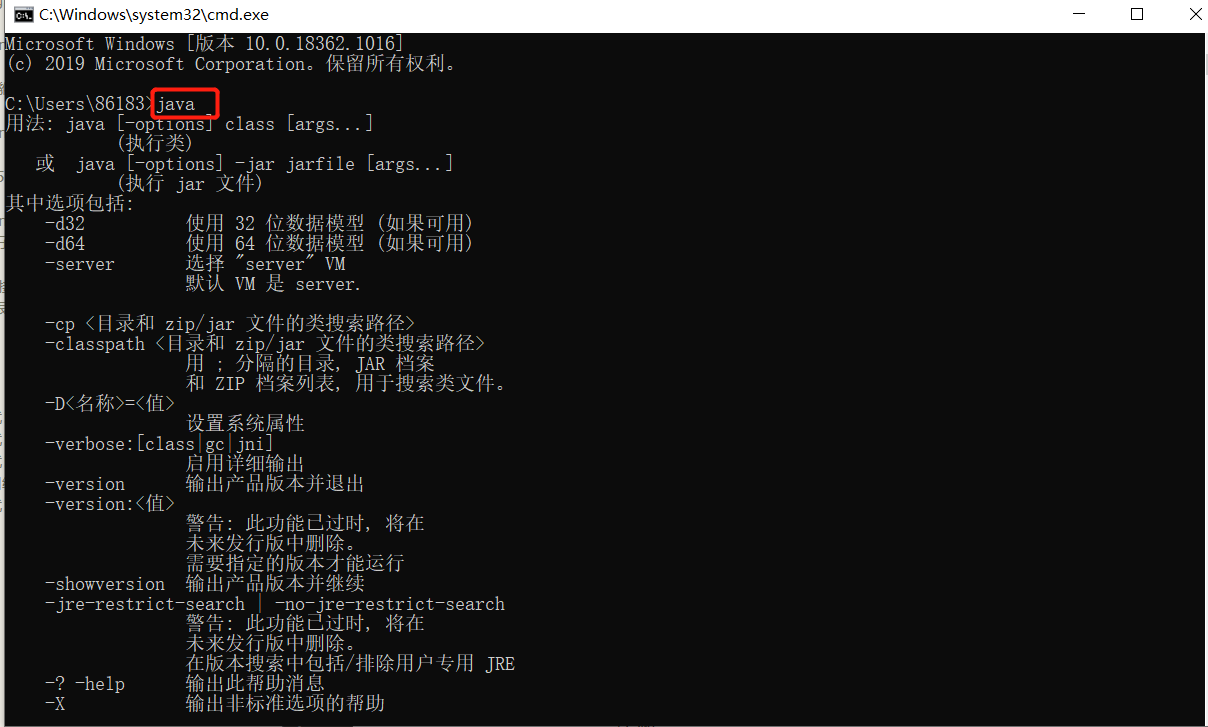 C:\Windows\system32\cmd.exe
Microsoft Windows [版本 10.0.18362.1016]
(c) 2019 Microsoft Corporation。保留所有权利。
C:\Users\86183>java
用法: java [-options] class [args...]
(执行类)
或 java [-options] -jar jarfile [args...]
(执行 jar 文件)
其中选项包括:
-d32 使用 32 位数据模型 (如果可用)
-d64 使用 64 位数据模型 (如果可用)
-server 选择 "server" VM
默认 VM 是 server.
-cp <目录和 zip/jar 文件的类搜索路径>
-classpath <目录和 zip/jar 文件的类搜索路径>
用 ; 分隔的目录, JAR 档案
和 ZIP 档案列表, 用于搜索类文件。
-D<名称>=<值>
设置系统属性
-verbose:[class|gc|jni]
启用详细输出
-version 输出产品版本并退出
-version:<值>
警告: 此功能已过时, 将在
未来发行版中删除。
需要指定的版本才能运行
-showversion 输出产品版本并继续
-jre-restrict-search | -no-jre-restrict-search
警告: 此功能已过时, 将在
未来发行版中删除。
在版本搜索中包括/排除用户专用 JRE
-? -help 输出此帮助消息
-X 输出非标准选项的帮助